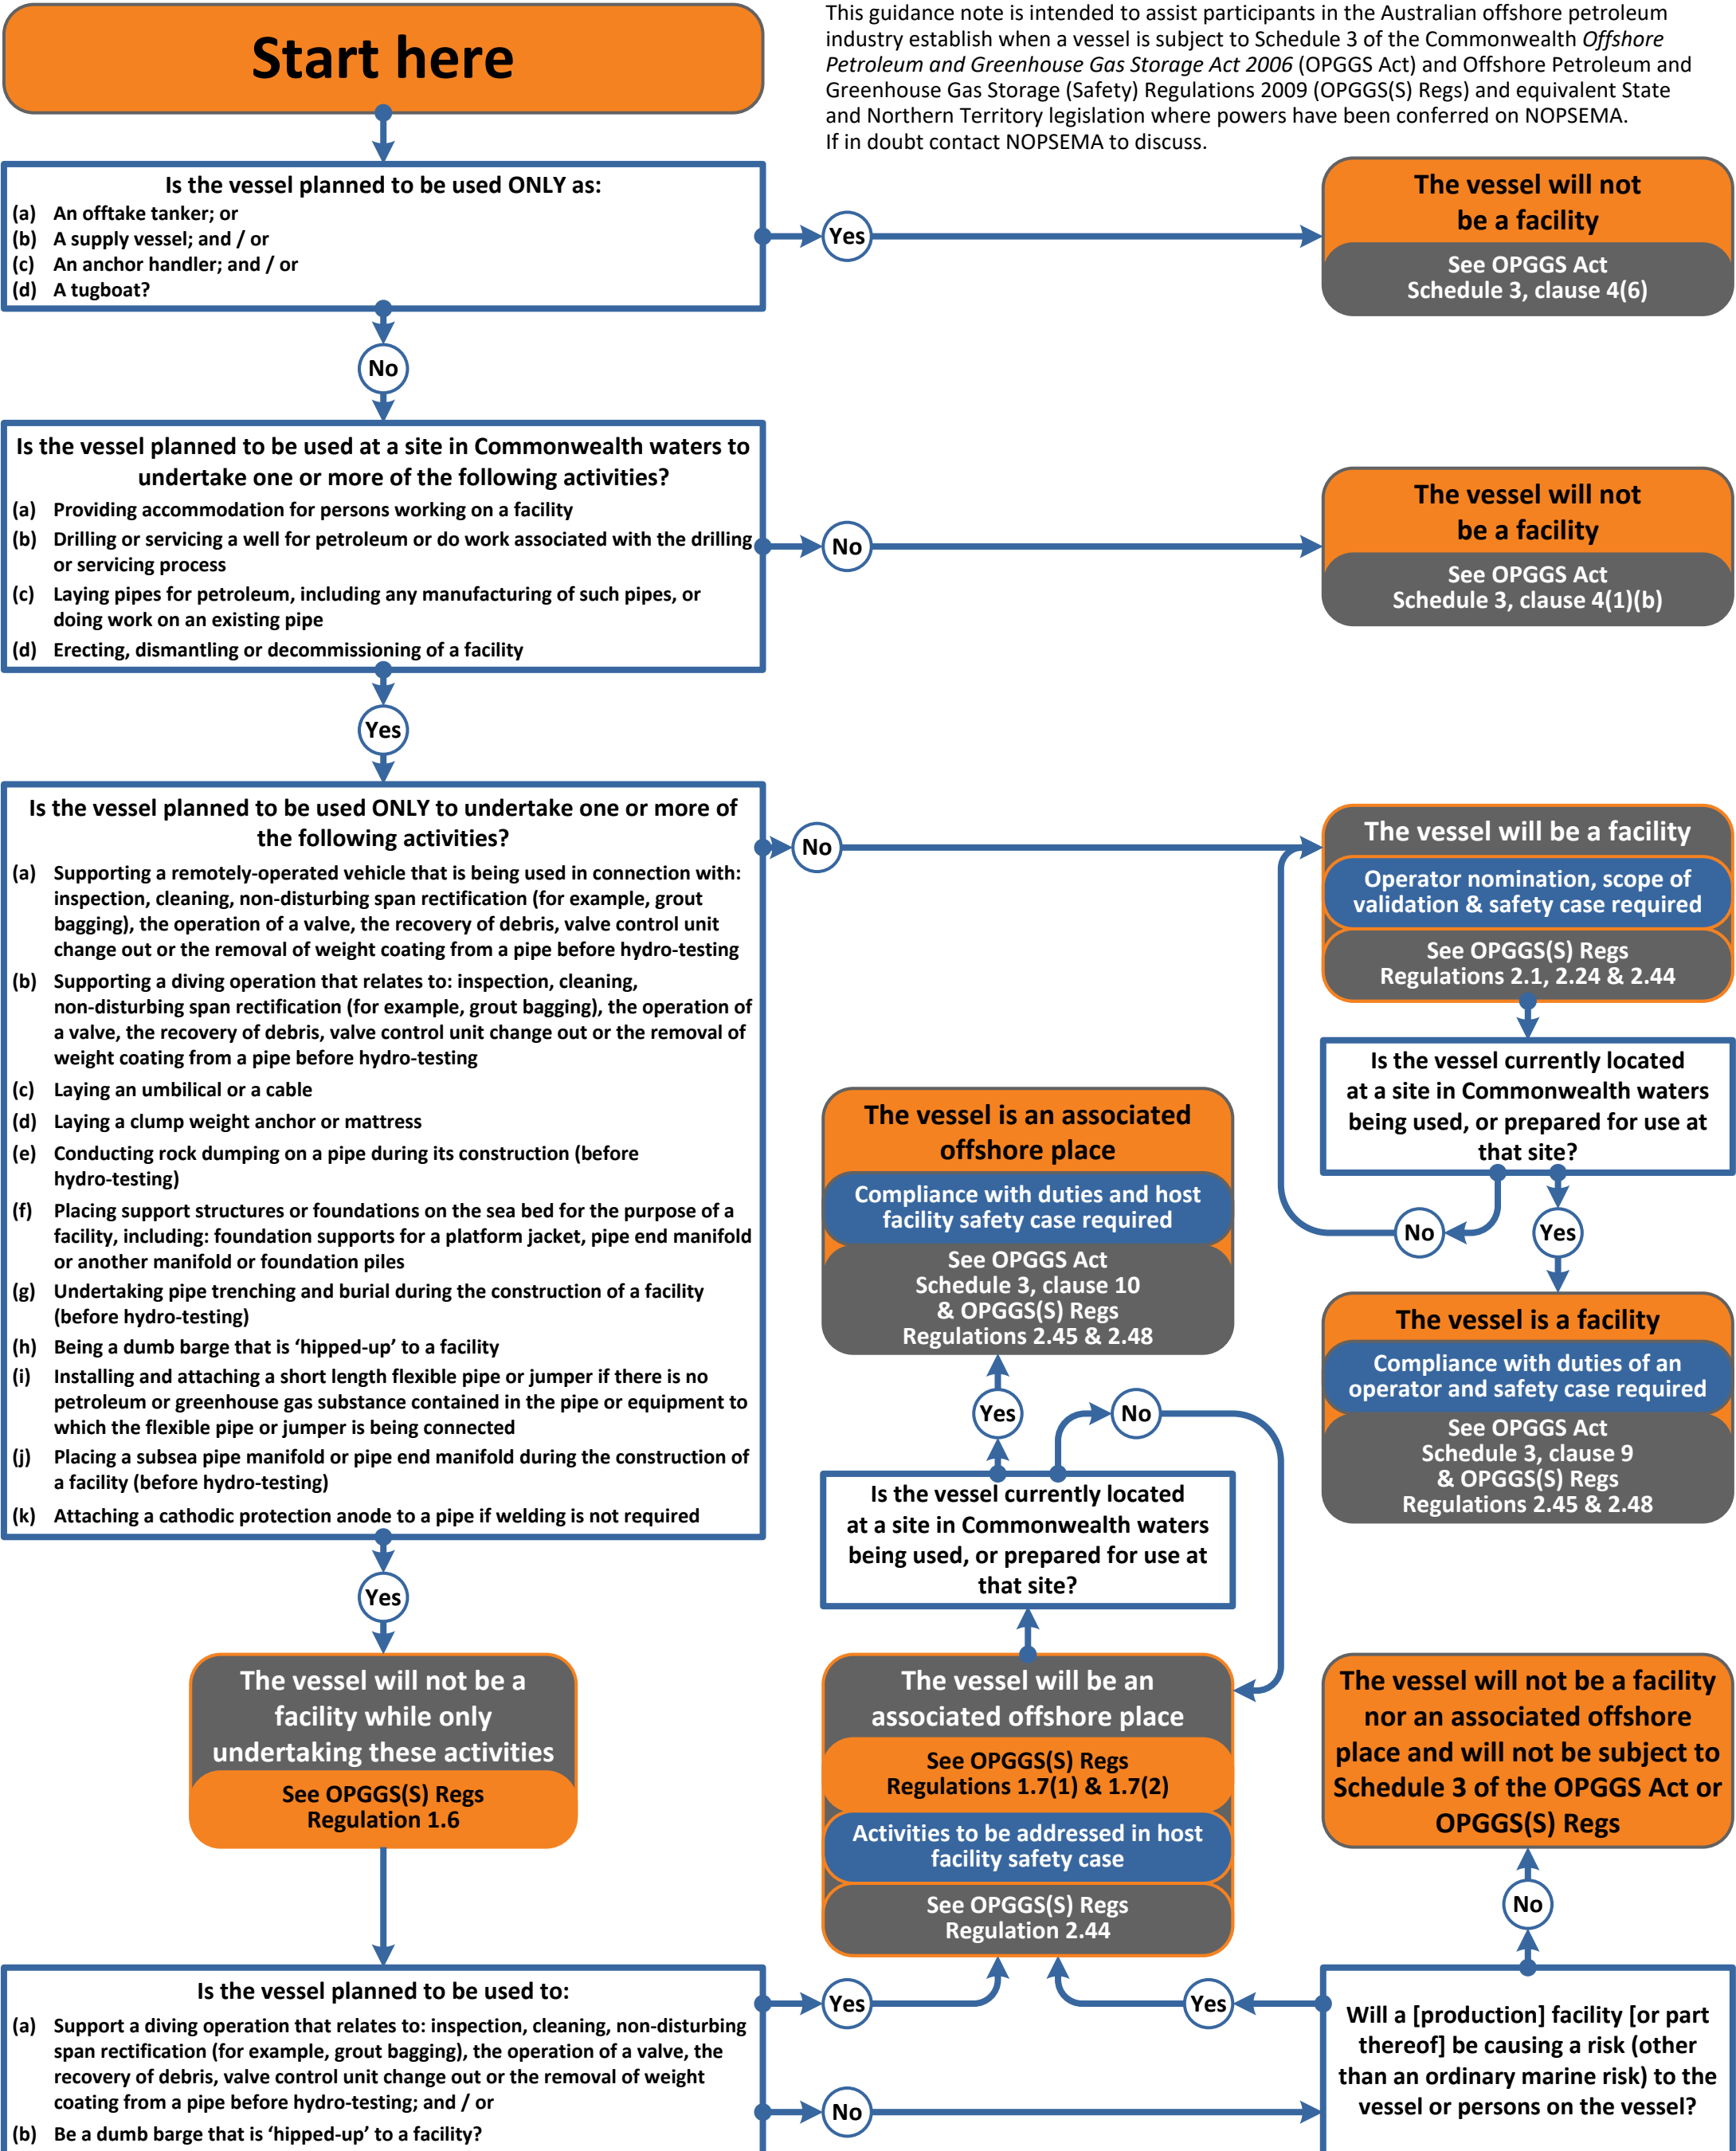 Start here
This guidance note is intended to assist participants in the Australian offshore petroleum
industry establish when a vessel is subject to Schedule 3 of the Commonwealth Offshore
Petroleum and Greenhouse Gas Storage Act 2006 (OPGGS Act) and Offshore Petroleum and
Greenhouse Gas Storage (Safety) Regulations 2009 (OPGGS(S) Regs) and equivalent State
and Northern Territory legislation where powers have been conferred on NOPSEMA.
If in doubt contact NOPSEMA to discuss.
Is the vessel planned to be used ONLY as:
(a) An offtake tanker; or
(b) A supply vessel; and / or
(c) An anchor handler; and / or
(d) A tugboat?
Yes
The vessel will not
be a facility
See OPGGS Act
Schedule 3, clause 4(6)
No
Is the vessel planned to be used at a site in Commonwealth waters to
undertake one or more of the following activities?
(a) Providing accommodation for persons working on a facility
(b) Drilling or servicing a well for petroleum or do work associated with the drilling
or servicing process
(c) Laying pipes for petroleum, including any manufacturing of such pipes, or
doing work on an existing pipe
(d) Erecting, dismantling or decommissioning of a facility
No
The vessel will not
be a facility
See OPGGS Act
Schedule 3, clause 4(1)(b)
Yes
Is the vessel planned to be used ONLY to undertake one or more of
the following activities?
(a) Supporting a remotely-operated vehicle that is being used in connection with:
inspection, cleaning, non-disturbing span rectification (for example, grout
bagging), the operation of a valve, the recovery of debris, valve control unit
change out or the removal of weight coating from a pipe before hydro-testing
(b) Supporting a diving operation that relates to: inspection, cleaning,
non-disturbing span rectification (for example, grout bagging), the operation of
a valve, the recovery of debris, valve control unit change out or the removal of
weight coating from a pipe before hydro-testing
(c) Laying an umbilical or a cable
(d) Laying a clump weight anchor or mattress
(e) Conducting rock dumping on a pipe during its construction (before
hydro-testing)
(f) Placing support structures or foundations on the sea bed for the purpose of a
facility, including: foundation supports for a platform jacket, pipe end manifold
or another manifold or foundation piles
(g) Undertaking pipe trenching and burial during the construction of a facility
(before hydro-testing)
(h) Being a dumb barge that is ‘hipped-up’ to a facility
(i) Installing and attaching a short length flexible pipe or jumper if there is no
petroleum or greenhouse gas substance contained in the pipe or equipment to
which the flexible pipe or jumper is being connected
(j) Placing a subsea pipe manifold or pipe end manifold during the construction of
a facility (before hydro-testing)
(k) Attaching a cathodic protection anode to a pipe if welding is not required
No
The vessel will be a facility
Operator nomination, scope of
validation & safety case required
See OPGGS(S) Regs
Regulations 2.1, 2.24 & 2.44
Is the vessel currently located
at a site in Commonwealth waters
being used, or prepared for use at
that site?
No
Yes
The vessel is a facility
Compliance with duties of an
operator and safety case required
See OPGGS Act
Schedule 3, clause 9
& OPGGS(S) Regs
Regulations 2.45 & 2.48
The vessel is an associated
offshore place
Compliance with duties and host
facility safety case required
See OPGGS Act
Schedule 3, clause 10
& OPGGS(S) Regs
Regulations 2.45 & 2.48
Yes
No
Is the vessel currently located
at a site in Commonwealth waters
being used, or prepared for use at
that site?
Yes
The vessel will not be a
facility while only
undertaking these activities
See OPGGS(S) Regs
Regulation 1.6
The vessel will be an
associated offshore place
See OPGGS(S) Regs
Regulations 1.7(1) & 1.7(2)
Activities to be addressed in host
facility safety case
See OPGGS(S) Regs
Regulation 2.44
The vessel will not be a facility
nor an associated offshore
place and will not be subject to
Schedule 3 of the OPGGS Act or
OPGGS(S) Regs
No
Is the vessel planned to be used to:
(a) Support a diving operation that relates to: inspection, cleaning, non-disturbing
span rectification (for example, grout bagging), the operation of a valve, the
recovery of debris, valve control unit change out or the removal of weight
coating from a pipe before hydro-testing; and / or
(b) Be a dumb barge that is ‘hipped-up’ to a facility?
Yes
Yes
No
Will a [production] facility [or part
thereof] be causing a risk (other
than an ordinary marine risk) to the
vessel or persons on the vessel?